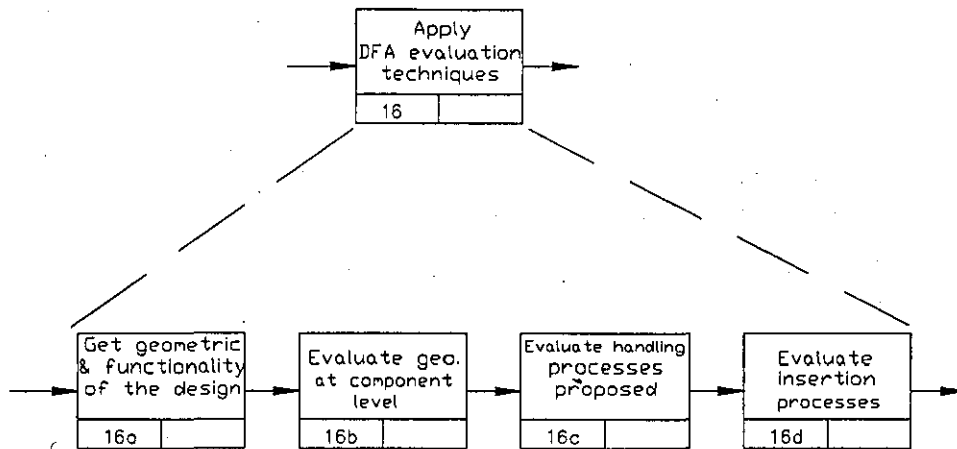 Apply
DFA evaluation
techniques
16
Get geometric
& functionality
of the design
16a
Evaluate geo.
at component
level
16b
Evaluate handling
processes
proposed
16c
Evaluate
insertion
processes
16d